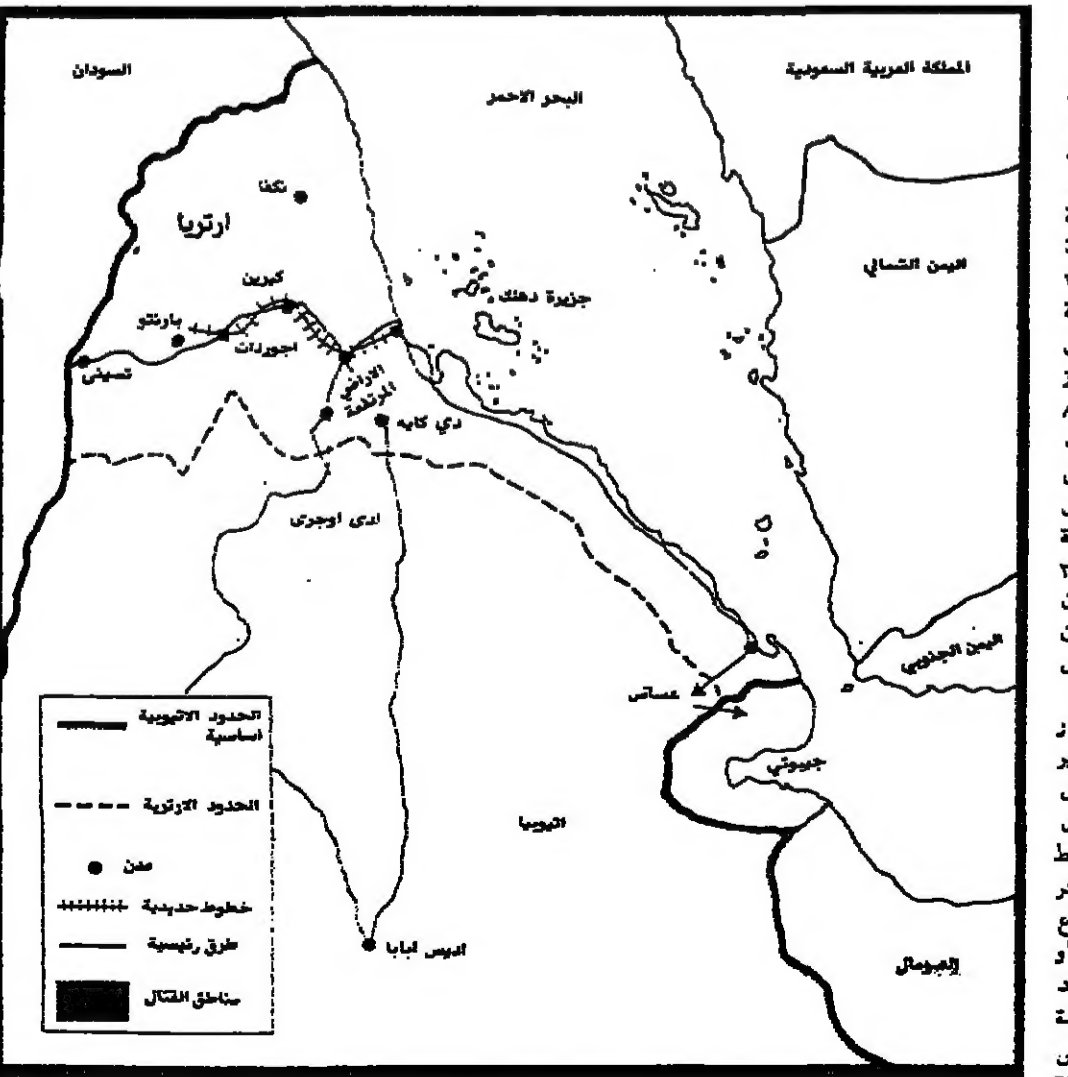 السودان
البحر الاحمر
المملكة العربية السعودية
نكفا
ارتريا
اليمن الشمالي
كيرين
جزيرة دهلك
بارنتو
اجوردات
تسيني
الاراضي
المرتفعة
دي كايه
ادى اوجرى
اليمن الجنوبي
عساس
جيبوتي
اثيوبيا
اديس ابابا
الصومال
الحدود الاثيوبية
اساسية
الحدود الارترية
مدن
خطوط حديدية
طرق رئيسية
مناطق القتال